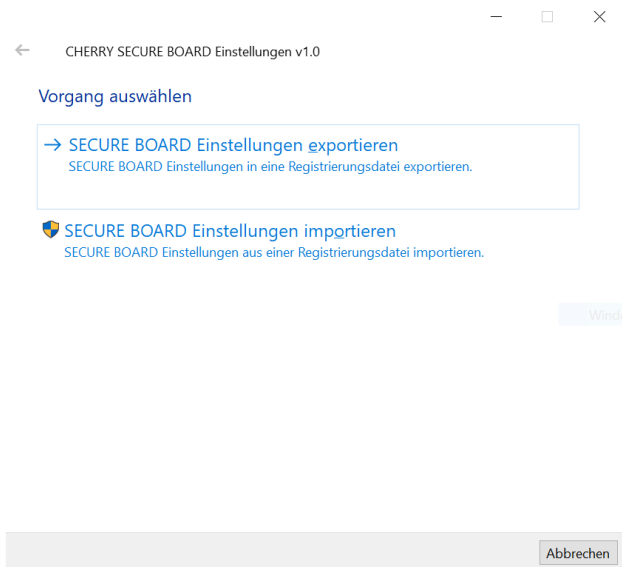 CHERRY SECURE BOARD Einstellungen v1.0
Vorgang auswählen
SECURE BOARD Einstellungen exportieren
SECURE BOARD Einstellungen in eine Registrierungsdatei exportieren.
SECURE BOARD Einstellungen importieren
SECURE BOARD Einstellungen aus einer Registrierungsdatei importieren.
Abbrechen